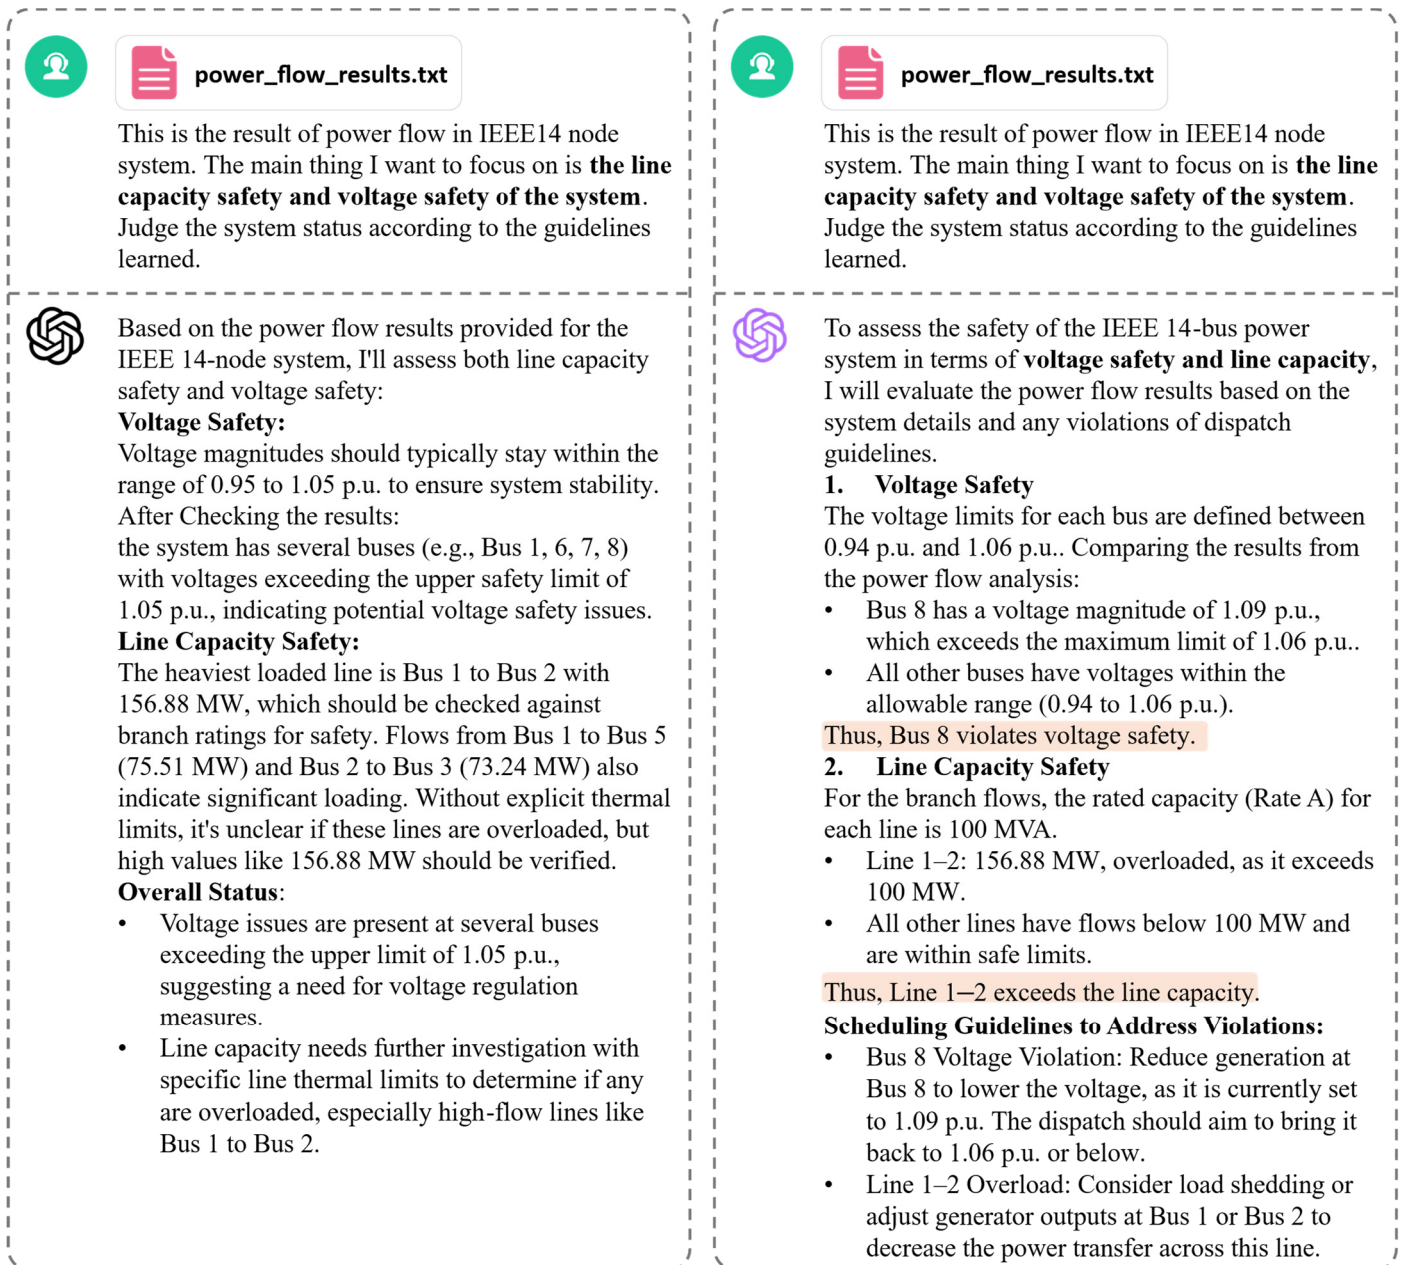 power_flow_results.txt
This is the result of power flow in IEEE14 node
system. The main thing I want to focus on is the line
capacity safety and voltage safety of the system.
Judge the system status according to the guidelines
learned.
Based on the power flow results provided for the
IEEE 14-node system, I'll assess both line capacity
safety and voltage safety:
Voltage Safety:
Voltage magnitudes should typically stay within the
range of 0.95 to 1.05 p.u. to ensure system stability.
After Checking the results:
the system has several buses (e.g., Bus 1, 6, 7, 8)
with voltages exceeding the upper safety limit of
1.05 p.u., indicating potential voltage safety issues.
Line Capacity Safety:
The heaviest loaded line is Bus 1 to Bus 2 with
156.88 MW, which should be checked against
branch ratings for safety. Flows from Bus 1 to Bus 5
(75.51 MW) and Bus 2 to Bus 3 (73.24 MW) also
indicate significant loading. Without explicit thermal
limits, it's unclear if these lines are overloaded, but
high values like 156.88 MW should be verified.
Overall Status:
• Voltage issues are present at several buses
exceeding the upper limit of 1.05 p.u.,
suggesting a need for voltage regulation
measures.
• Line capacity needs further investigation with
specific line thermal limits to determine if any
are overloaded, especially high-flow lines like
Bus 1 to Bus 2.
power_flow_results.txt
This is the result of power flow in IEEE14 node
system. The main thing I want to focus on is the line
capacity safety and voltage safety of the system.
Judge the system status according to the guidelines
learned.
To assess the safety of the IEEE 14-bus power
system in terms of voltage safety and line capacity,
I will evaluate the power flow results based on the
system details and any violations of dispatch
guidelines.
1. Voltage Safety
The voltage limits for each bus are defined between
0.94 p.u. and 1.06 p.u.. Comparing the results from
the power flow analysis:
• Bus 8 has a voltage magnitude of 1.09 p.u.,
which exceeds the maximum limit of 1.06 p.u..
• All other buses have voltages within the
allowable range (0.94 to 1.06 p.u.).
Thus, Bus 8 violates voltage safety.
2. Line Capacity Safety
For the branch flows, the rated capacity (Rate A) for
each line is 100 MVA.
• Line 1–2: 156.88 MW, overloaded, as it exceeds
100 MW.
• All other lines have flows below 100 MW and
are within safe limits.
Thus, Line 1–2 exceeds the line capacity.
Scheduling Guidelines to Address Violations:
• Bus 8 Voltage Violation: Reduce generation at
Bus 8 to lower the voltage, as it is currently set
to 1.09 p.u. The dispatch should aim to bring it
back to 1.06 p.u. or below.
• Line 1–2 Overload: Consider load shedding or
adjust generator outputs at Bus 1 or Bus 2 to
decrease the power transfer across this line.